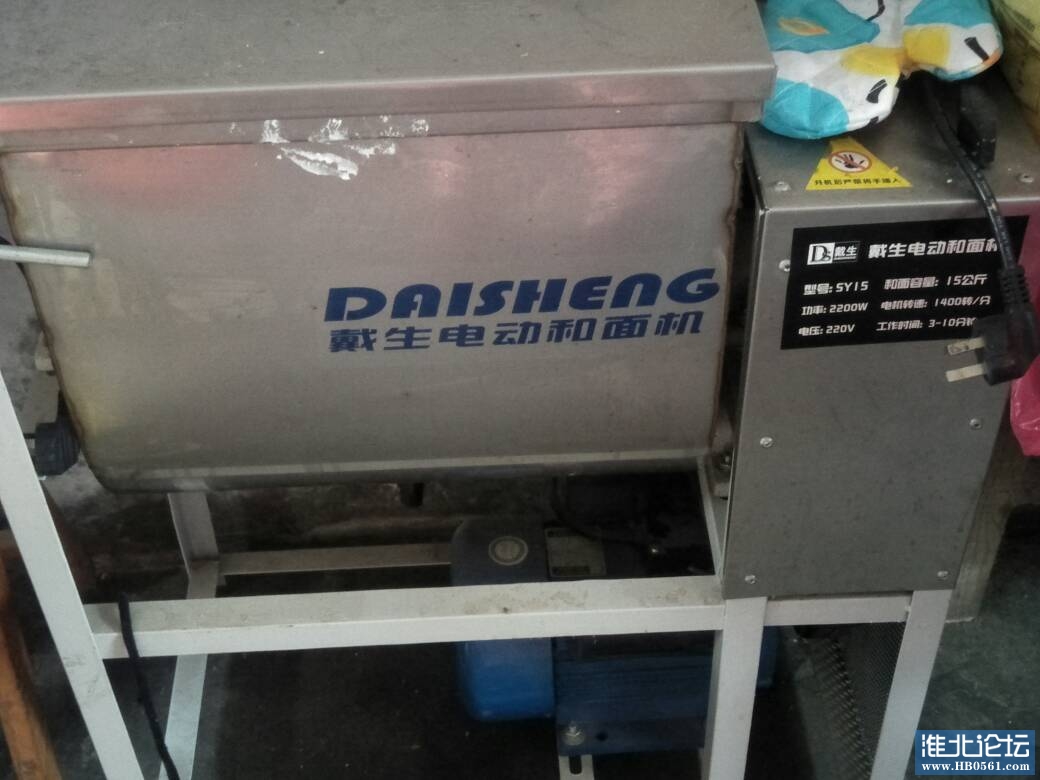 开机后严禁将手插入
DS 戴生 戴生电动和面机
型号: SY15 和面容量: 15公斤
功率: 2200W 电机转速: 1400转/分
电压: 220V 工作时间: 3-10分钟
DAISHENG
戴生电动和面机
淮北论坛
www.HB0561.com